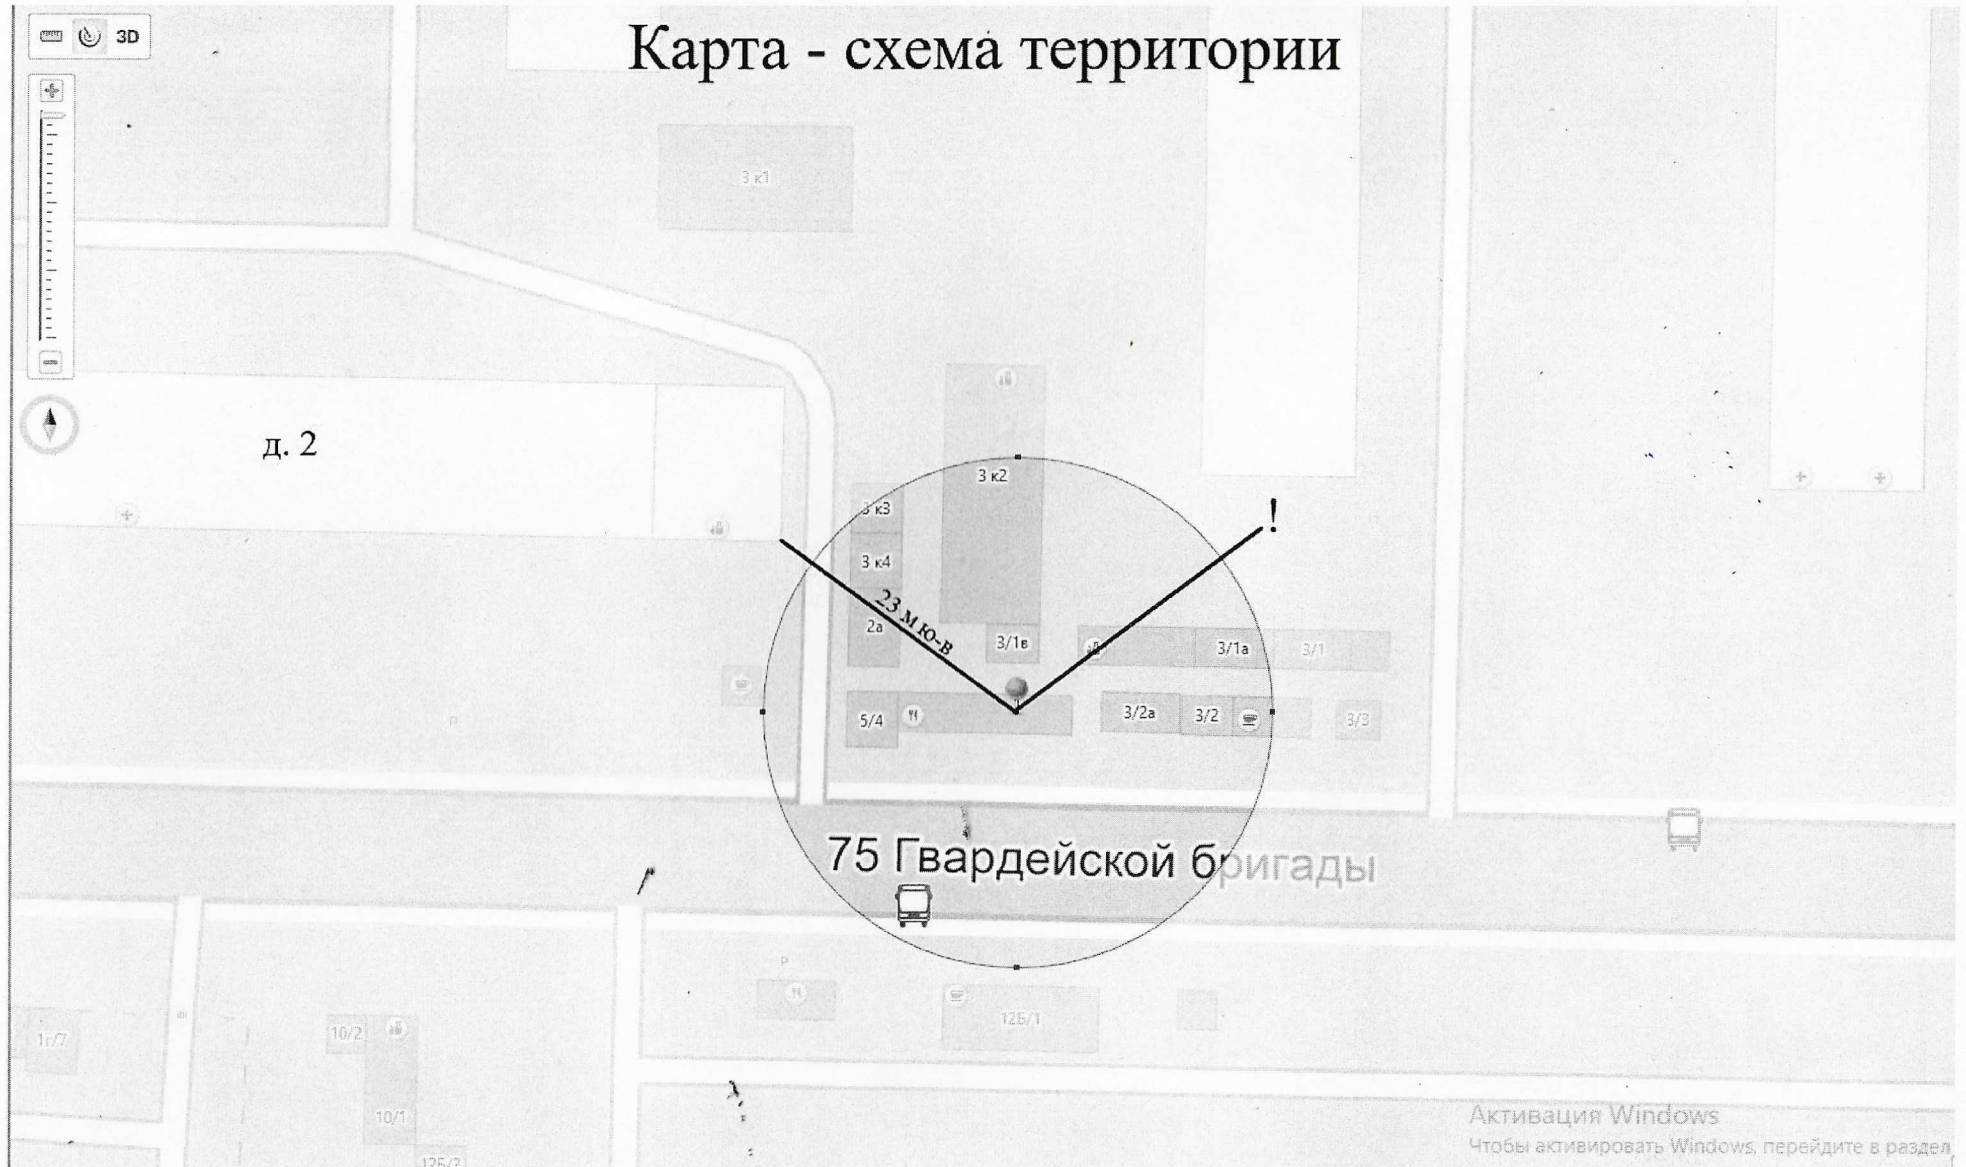 3D
Карта - схема территории
3 к1
д. 2
3 к2
!
3 к3
3 к4
23 м ю-в
2а
3/1в
3/1а
3/1
5/4
3/2а
3/2
3/3
р
75 Гвардейской бригады
р
1г/7
10/2
12Б/1
10/1
12Б/2
Активация Windows
Чтобы активировать Windows, перейдите в раздел